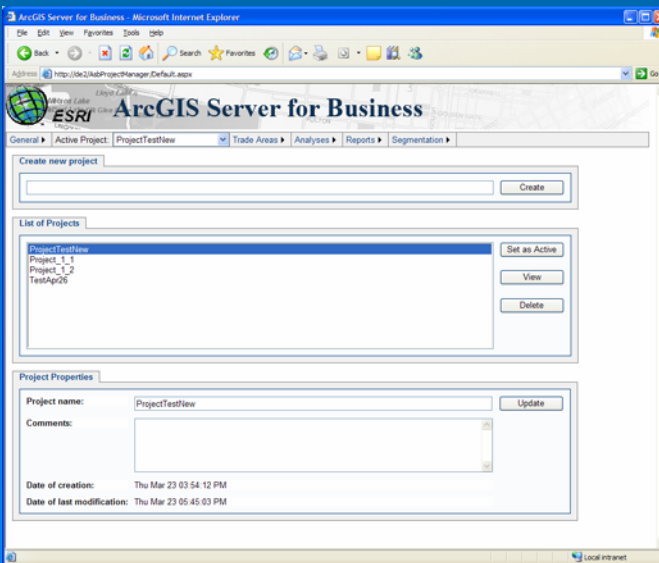 ArcGIS Server for Business - Microsoft Internet Explorer
File Edit View Favorites Tools Help
Back Search Favorites
Address http://de2/AsbProjectManager/Default.aspx Go
ESRI ArcGIS Server for Business
General Active Project: ProjectTestNew Trade Areas Analyses Reports Segmentation
Create new project
Create
List of Projects
ProjectTestNew
Project_1_1
Project_1_2
TestApr26
Set as Active
View
Delete
Project Properties
Project name: ProjectTestNew Update
Comments:
Date of creation: Thu Mar 23 03:54:12 PM
Date of last modification: Thu Mar 23 05:45:03 PM
Local intranet